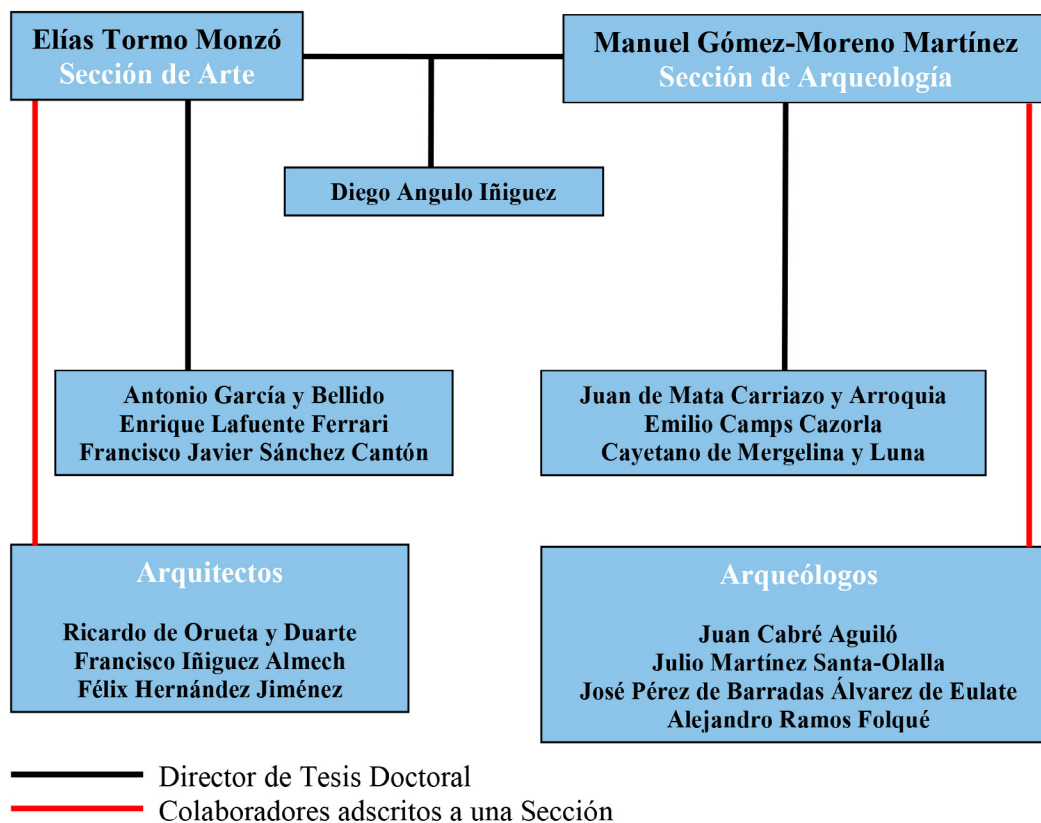 Elías Tormo Monzó
Sección de Arte
Manuel Gómez-Moreno Martínez
Sección de Arqueología
Diego Angulo Iñiguez
Antonio García y Bellido
Enrique Lafuente Ferrari
Francisco Javier Sánchez Cantón
Juan de Mata Carriazo y Arroquia
Emilio Camps Cazorla
Cayetano de Mergelina y Luna
Arquitectos
Ricardo de Orueta y Duarte
Francisco Iñiguez Almech
Félix Hernández Jiménez
Arqueólogos
Juan Cabré Aguiló
Julio Martínez Santa-Olalla
José Pérez de Barradas Álvarez de Eulate
Alejandro Ramos Folqué
Director de Tesis Doctoral
Colaboradores adscritos a una Sección